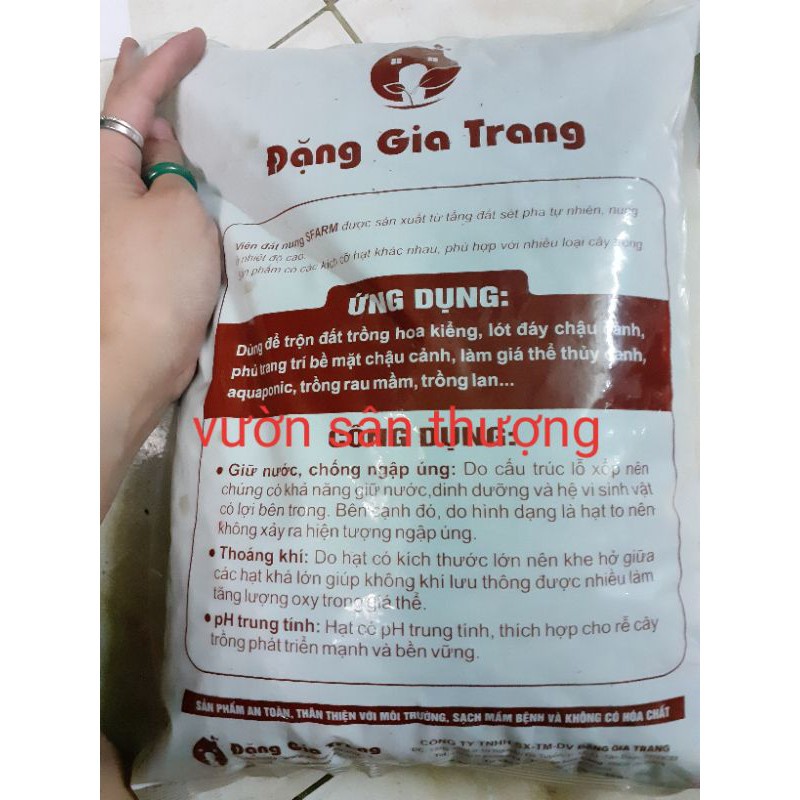 Đặng Gia Trang
Viên đất nung SFARM được sản xuất từ tầng đất sét pha tự nhiên, nung
ở nhiệt độ cao.
Sản phẩm có các kích cỡ hạt khác nhau, phù hợp với nhiều loại cây trồng
ỨNG DỤNG:
Dùng để trộn đất trồng hoa kiểng, lót đáy chậu cảnh,
phủ trang trí bề mặt chậu cảnh, làm giá thể thủy canh,
aquaponic, trồng rau mầm, trồng lan...
vườn sân thượng
CÔNG DỤNG:
• Giữ nước, chống ngập úng: Do cấu trúc lỗ xốp nên
chúng có khả năng giữ nước,dinh dưỡng và hệ vi sinh vật
có lợi bên trong. Bên cạnh đó, do hình dạng là hạt to nên
không xảy ra hiện tượng ngập úng.
• Thoáng khí: Do hạt có kích thước lớn nên khe hở giữa
các hạt khá lớn giúp không khí lưu thông được nhiều làm
tăng lượng oxy trong giá thể.
• pH trung tính: Hạt có pH trung tính, thích hợp cho rễ cây
trồng phát triển mạnh và bền vững.
SẢN PHẨM AN TOÀN, THÂN THIỆN VỚI MÔI TRƯỜNG, SẠCH MẦM BỆNH VÀ KHÔNG CÓ HÓA CHẤT
Đặng Gia Trang
CÔNG TY TNHH SX-TM-DV ĐẶNG GIA TRANG